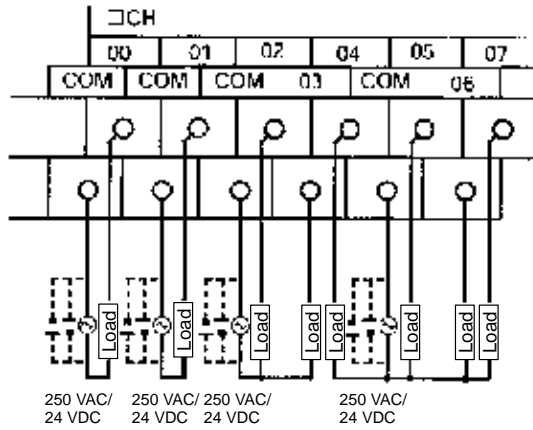 CH
00 01 02 04 05 07
COM COM COM 03 COM 06
Load Load Load Load Load Load Load Load
250 VAC/ 250 VAC/ 250 VAC/ 250 VAC/
24 VDC 24 VDC 24 VDC 24 VDC